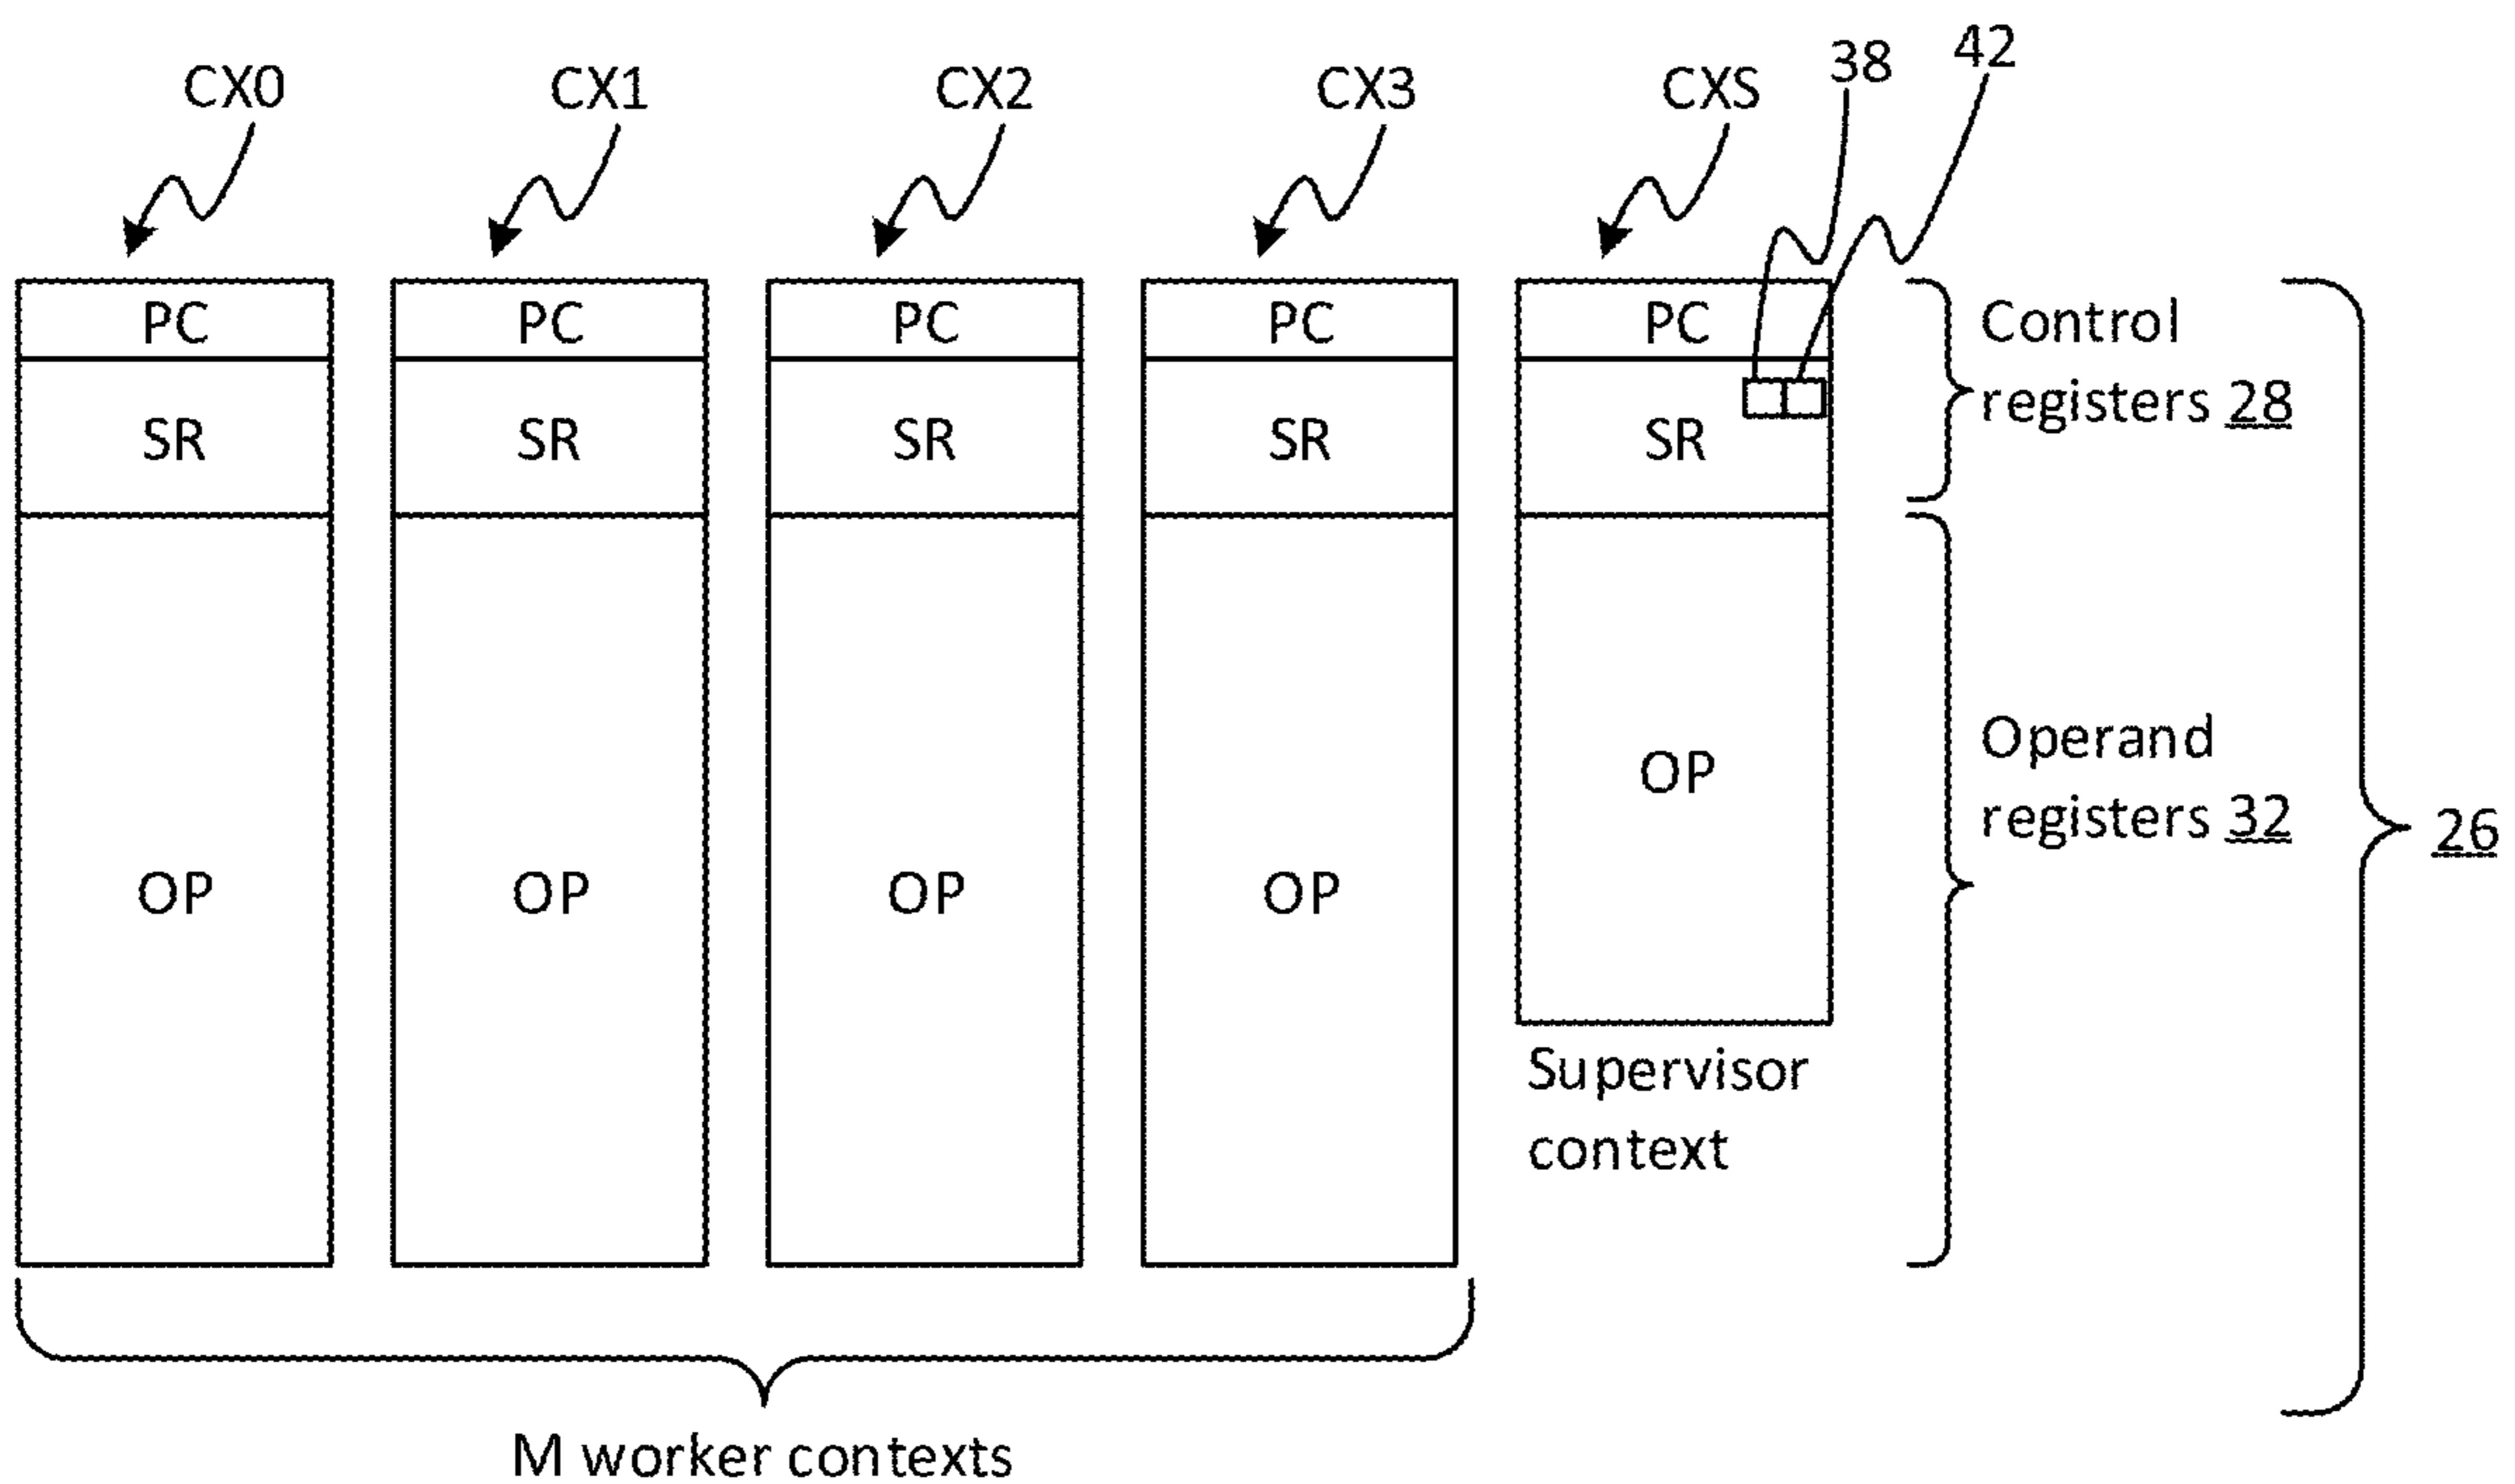 CX0 CX1 CX2 CX3 CXS 38 42
PC PC PC PC PC Control
registers 28
SR SR SR SR SR
OP Operand
registers 32
26
OP OP OP OP
Supervisor
context
M worker contexts